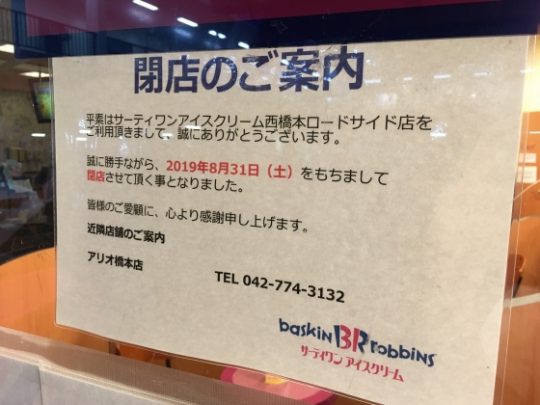 閉店のご案内
平素はサーティワンアイスクリーム西橋本ロードサイド店を
ご利用頂きまして、誠にありがとうございます。
誠に勝手ながら、2019年8月31日(土)をもちまして
閉店させて頂く事となりました。
皆様のご愛顧に、心より感謝申し上げます。
近隣店舗のご案内
アリオ橋本店
TEL 042-774-3132
baskin BR robbins
サーティワン アイスクリーム